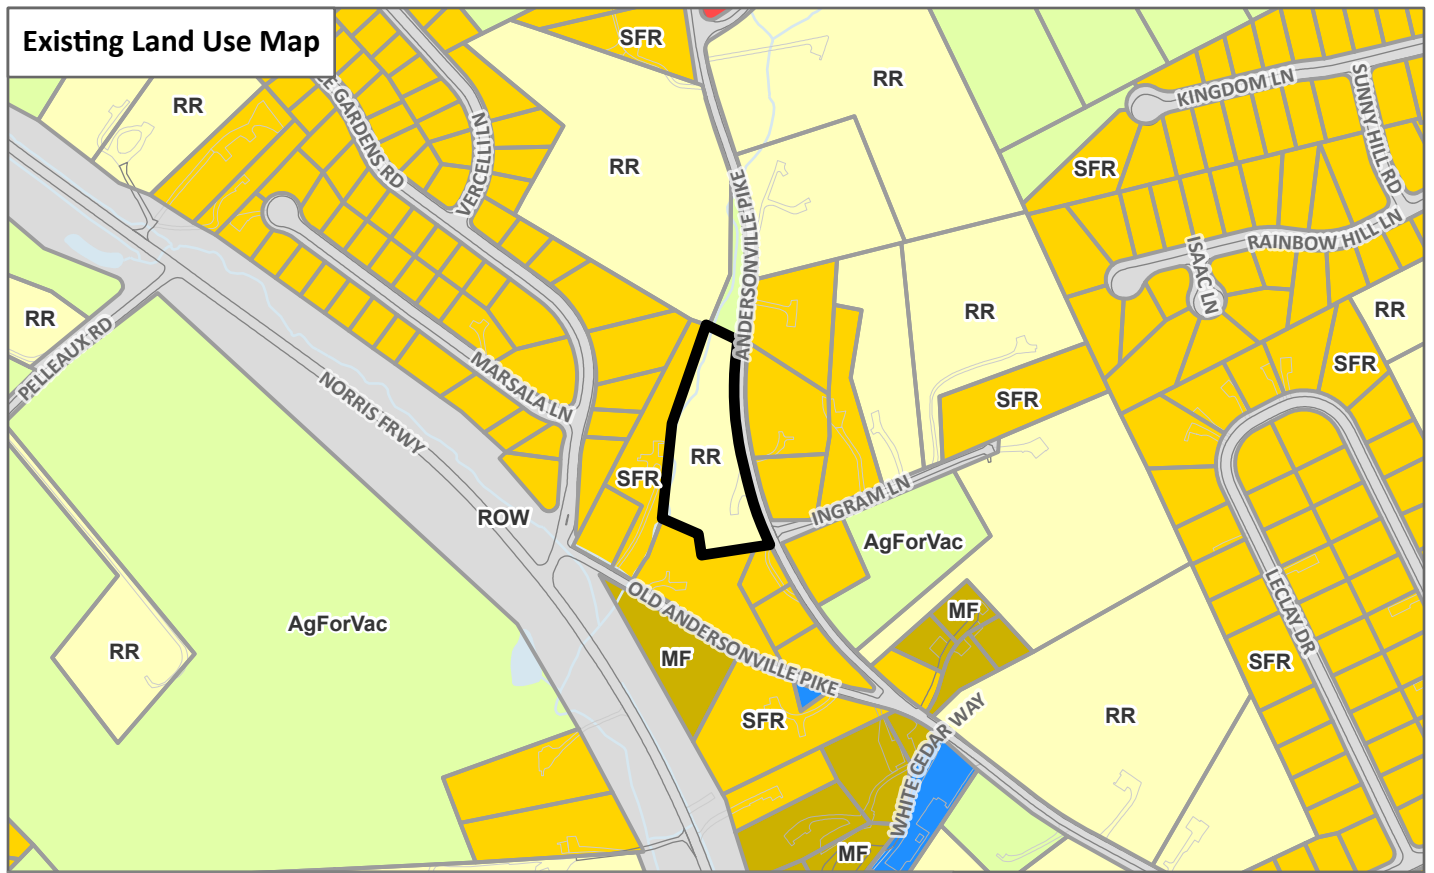 Existing Land Use Map
SFR
RR
RR
KINGDOM LN
SUNNY HILL RD
E GARDENS RD
VERCELLI LN
RR
SFR
ANDERSONVILLE PIKE
RAINBOW HILL LN
ISAAC LN
RR
RR
RR
PELLEAUX RD
NORRIS FRWY
MARSALA LN
SFR
SFR
RR
SFR
INGRAM LN
ROW
AgForVac
LECLAY DR
OLD ANDERSONVILLE PIKE
MF
AgForVac
RR
MF
SFR
SFR
RR
WHITE CEDAR WAY
MF